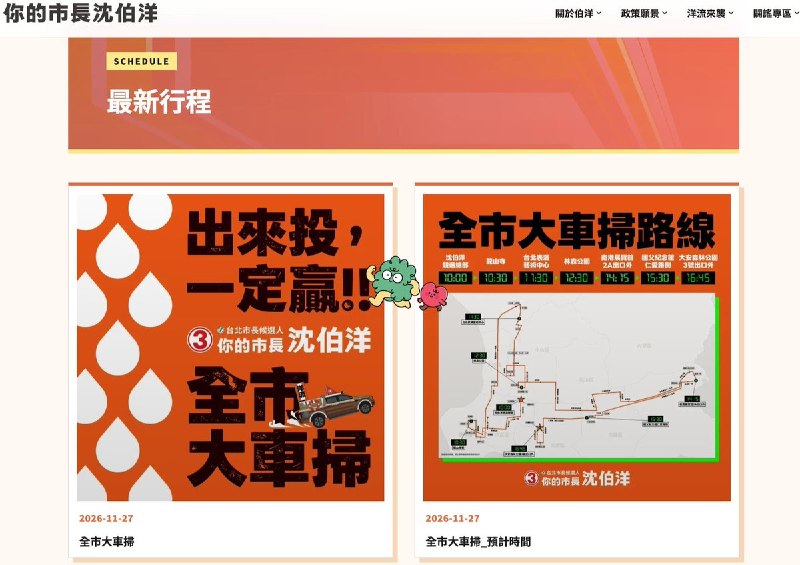 你的市長沈伯洋
關於伯洋
政策願景
洋流來襲
闢謠專區
SCHEDULE
最新行程
出來投，
一定贏!!
3
台北市長候選人
你的市長 沈伯洋
全市
大車掃
2026-11-27
全市大車掃
全市大車掃路線
沈伯洋
競選總部
10:00
龍山寺
10:30
台北表演
藝術中心
11:30
林森公園
12:30
南港展覽館
2A出口外
14:15
國父紀念館
仁愛路側
15:30
大安森林公園
3號出口外
16:45
3
台北市長候選人
你的市長 沈伯洋
2026-11-27
全市大車掃_預計時間